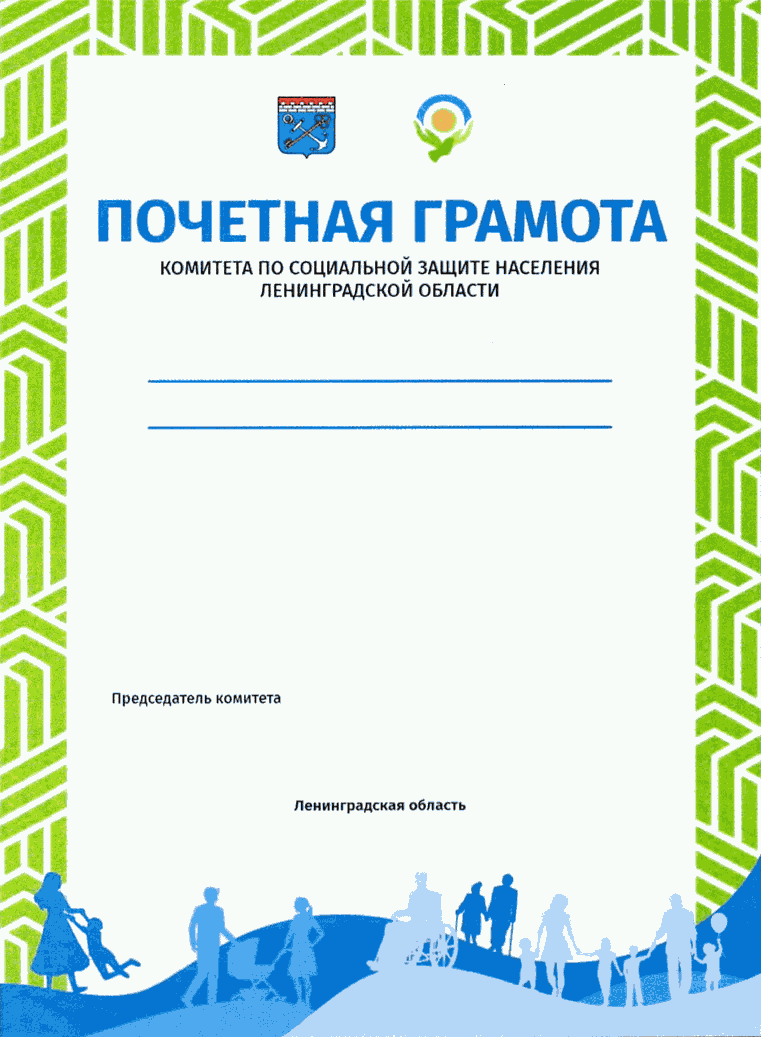 ПОЧЕТНАЯ ГРАМОТА
КОМИТЕТА ПО СОЦИАЛЬНОЙ ЗАЩИТЕ НАСЕЛЕНИЯ
ЛЕНИНГРАДСКОЙ ОБЛАСТИ
Председатель комитета
Ленинградская область